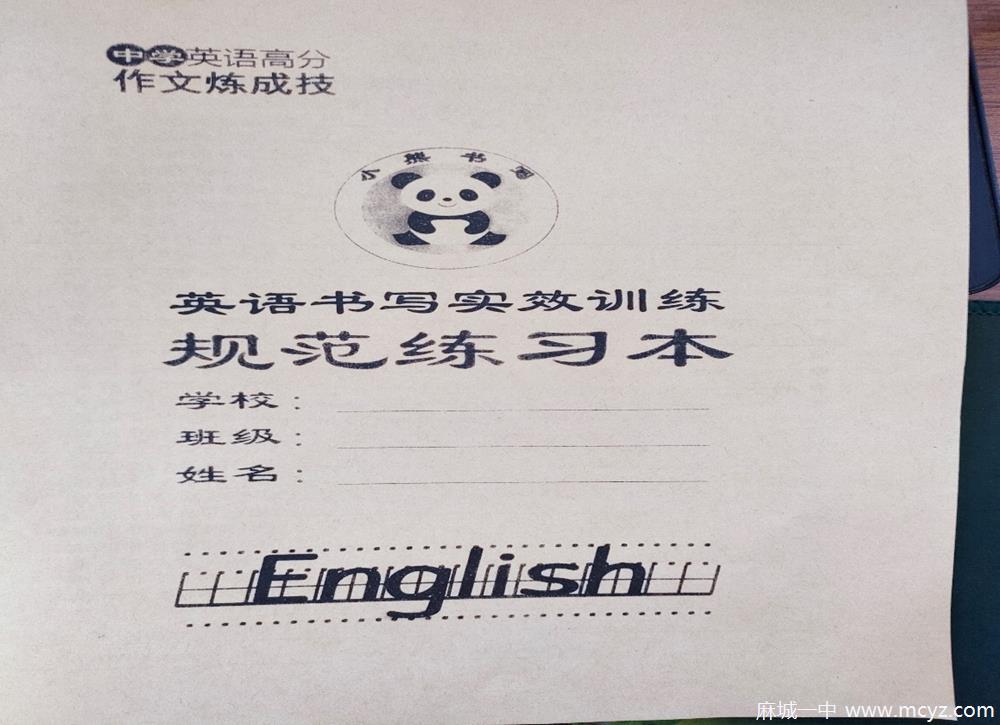 中学英语高分
作文炼成技
小熊书阁
英语书写实效训练
规范练习本
学校：
班级：
姓名：
English
麻城一中 www.mcyz.com